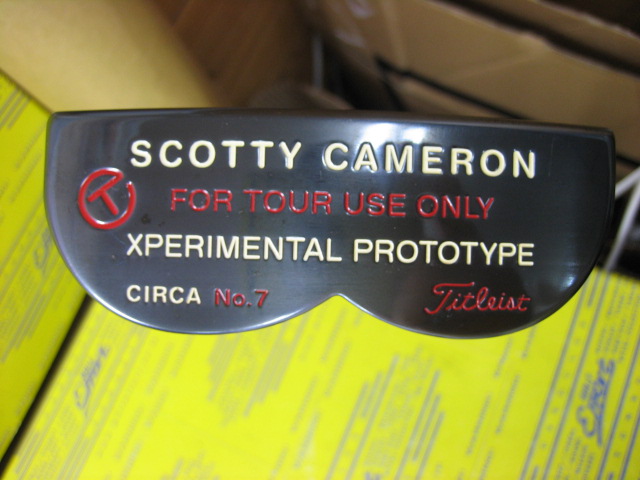 SCOTTY CAMERON
FOR TOUR USE ONLY
XPERIMENTAL PROTOTYPE
CIRCA No.7 Titleist